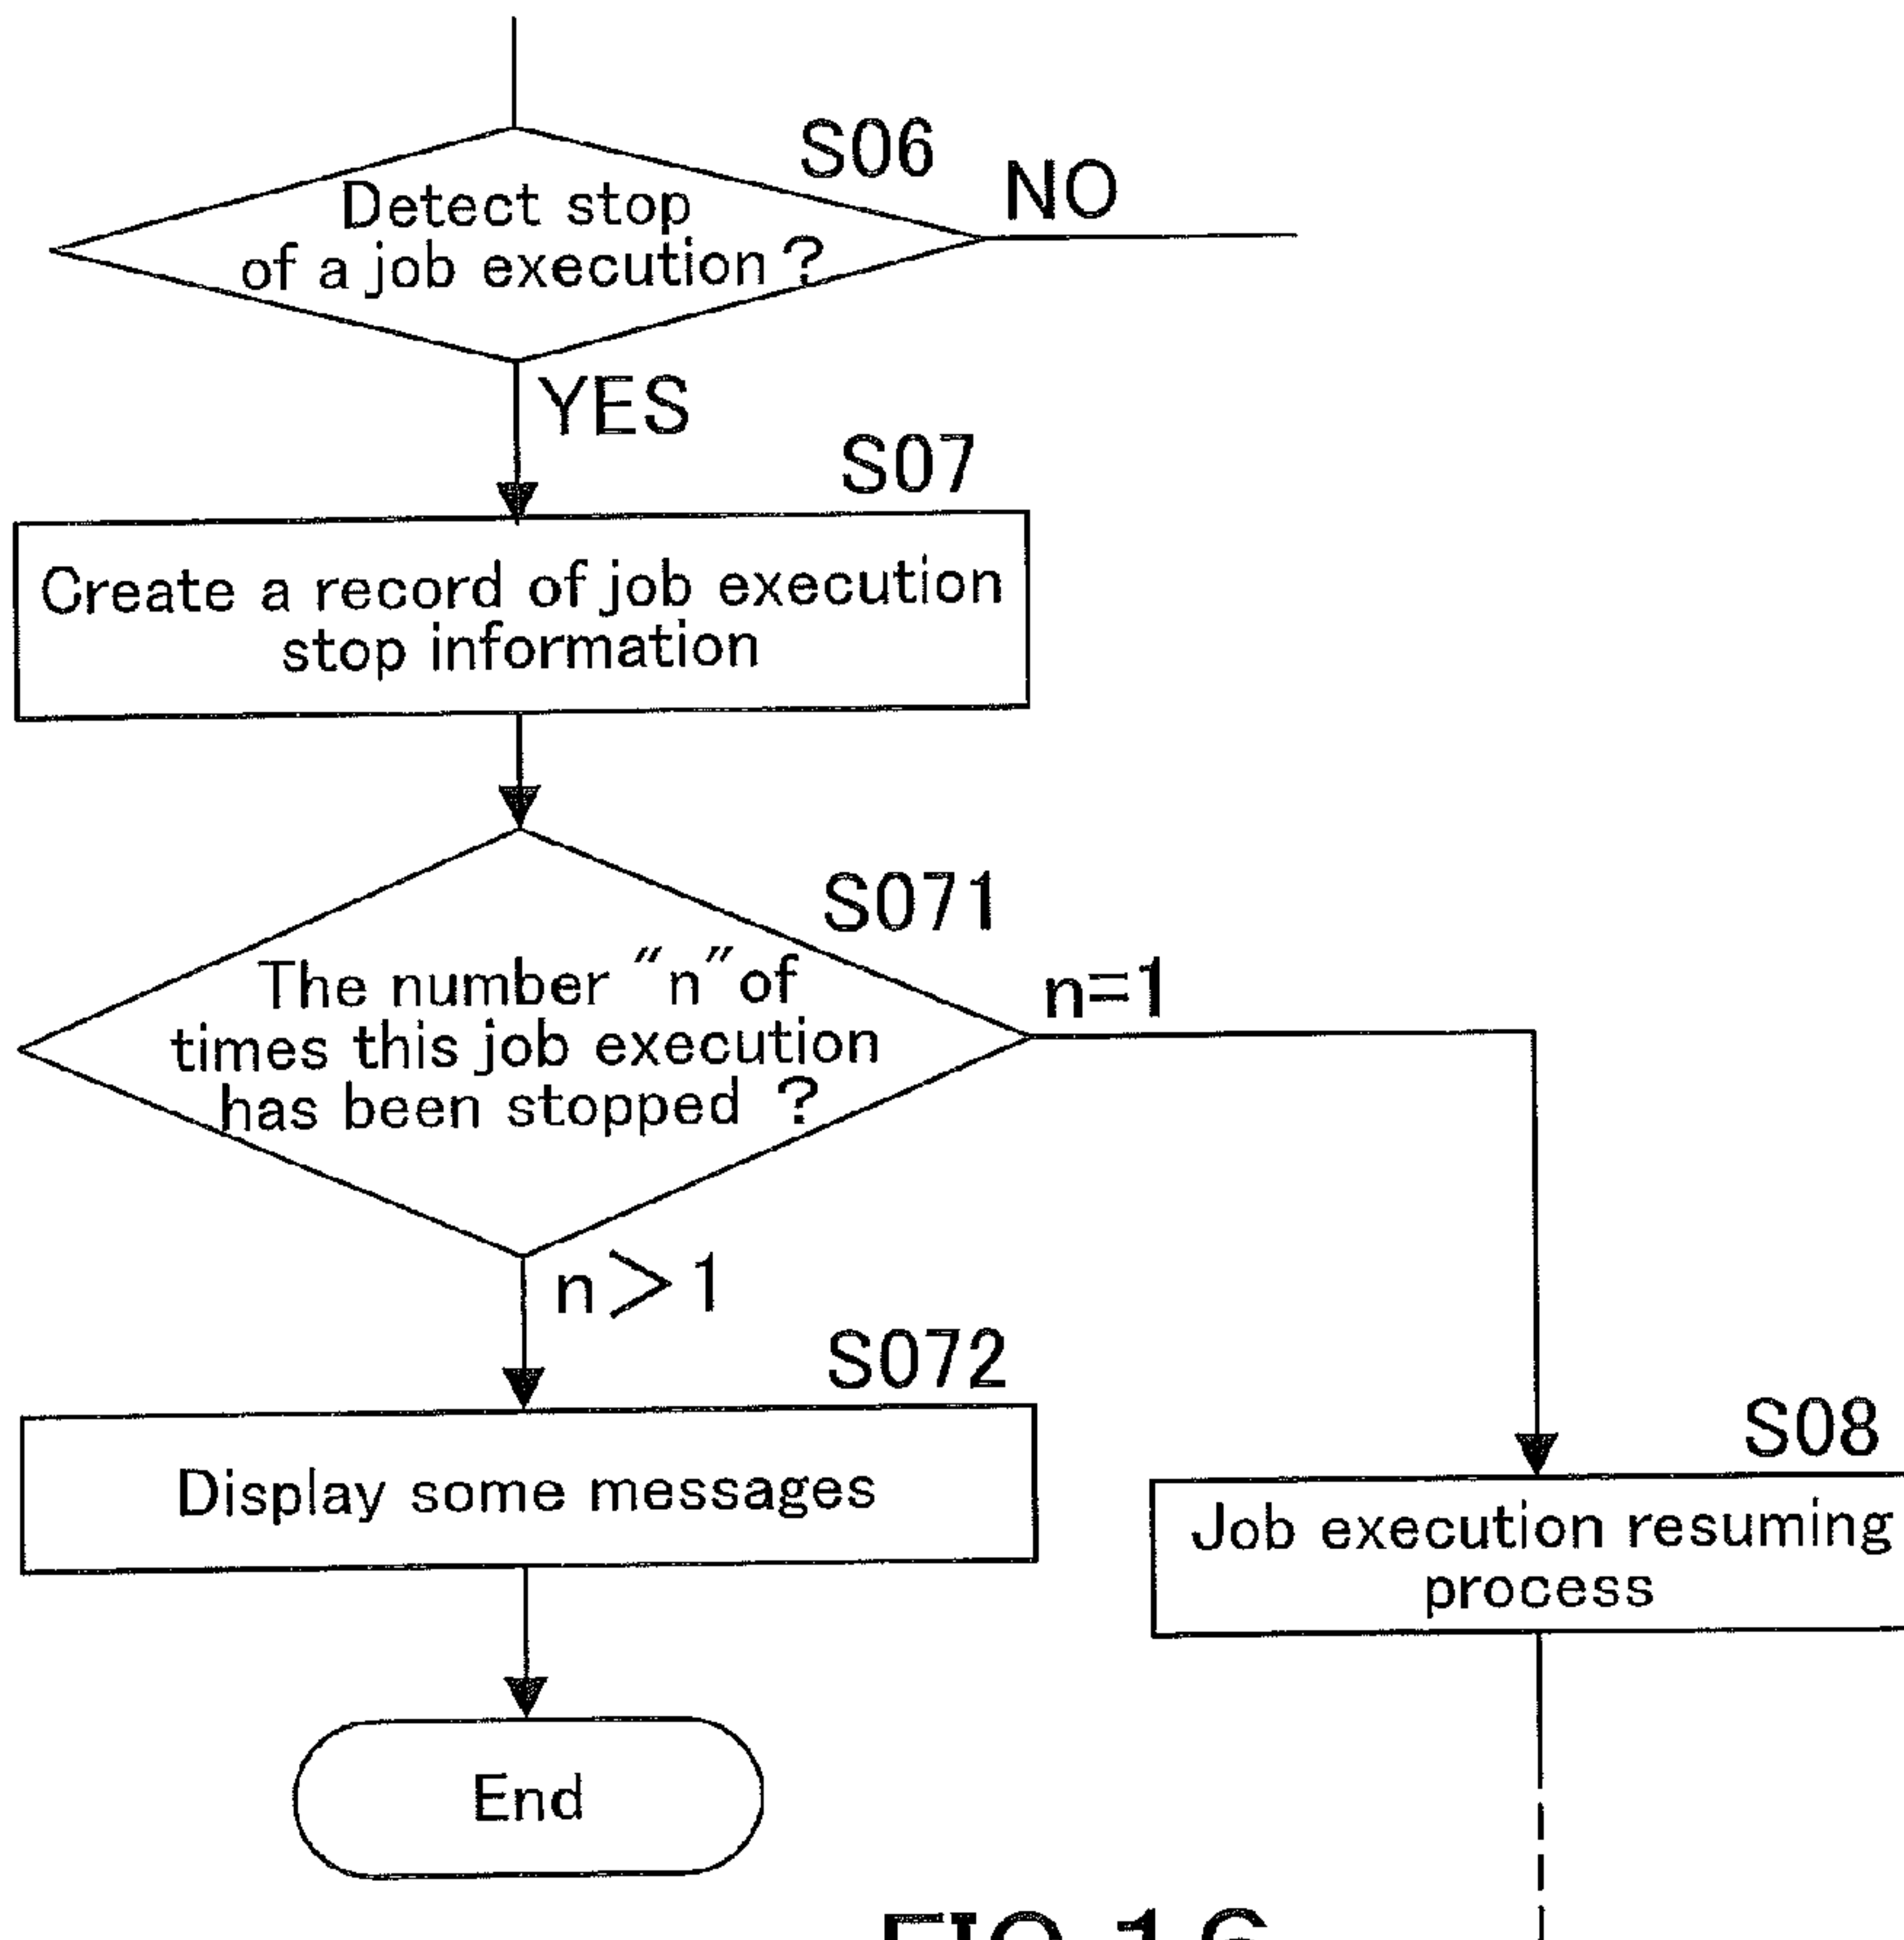 S06
NO
Detect stop
of a job execution ?
YES
S07
Create a record of job execution
stop information
S071
n=1
The number "n" of
times this job execution
has been stopped ?
n>1
S072
Display some messages
S08
Job execution resuming
process
End